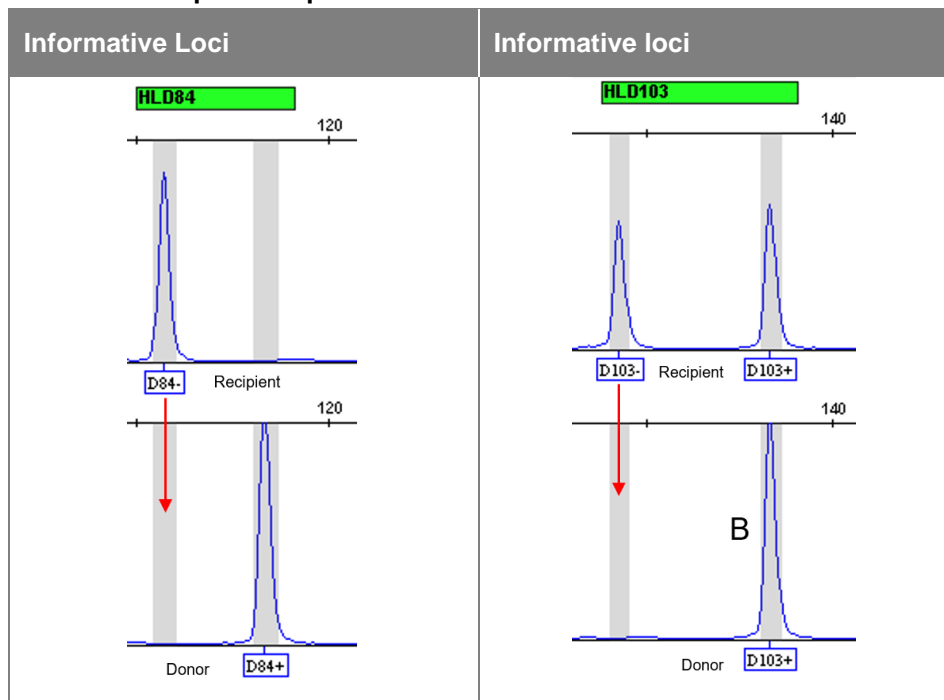 Informative Loci
Informative loci
HLD84
120
D84-
Recipient
120
Donor
D84+
HLD103
140
D103-
Recipient
D103+
140
B
Donor
D103+